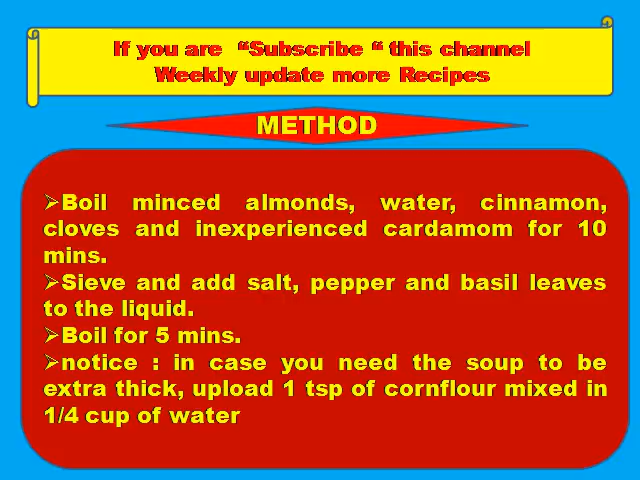 If you are “Subscribe “ this channel
Weekly update more Recipes
METHOD
➢Boil minced almonds, water, cinnamon,
cloves and inexperienced cardamom for 10
mins.
➢Sieve and add salt, pepper and basil leaves
to the liquid.
➢Boil for 5 mins.
➢notice : in case you need the soup to be
extra thick, upload 1 tsp of cornflour mixed in
1/4 cup of water